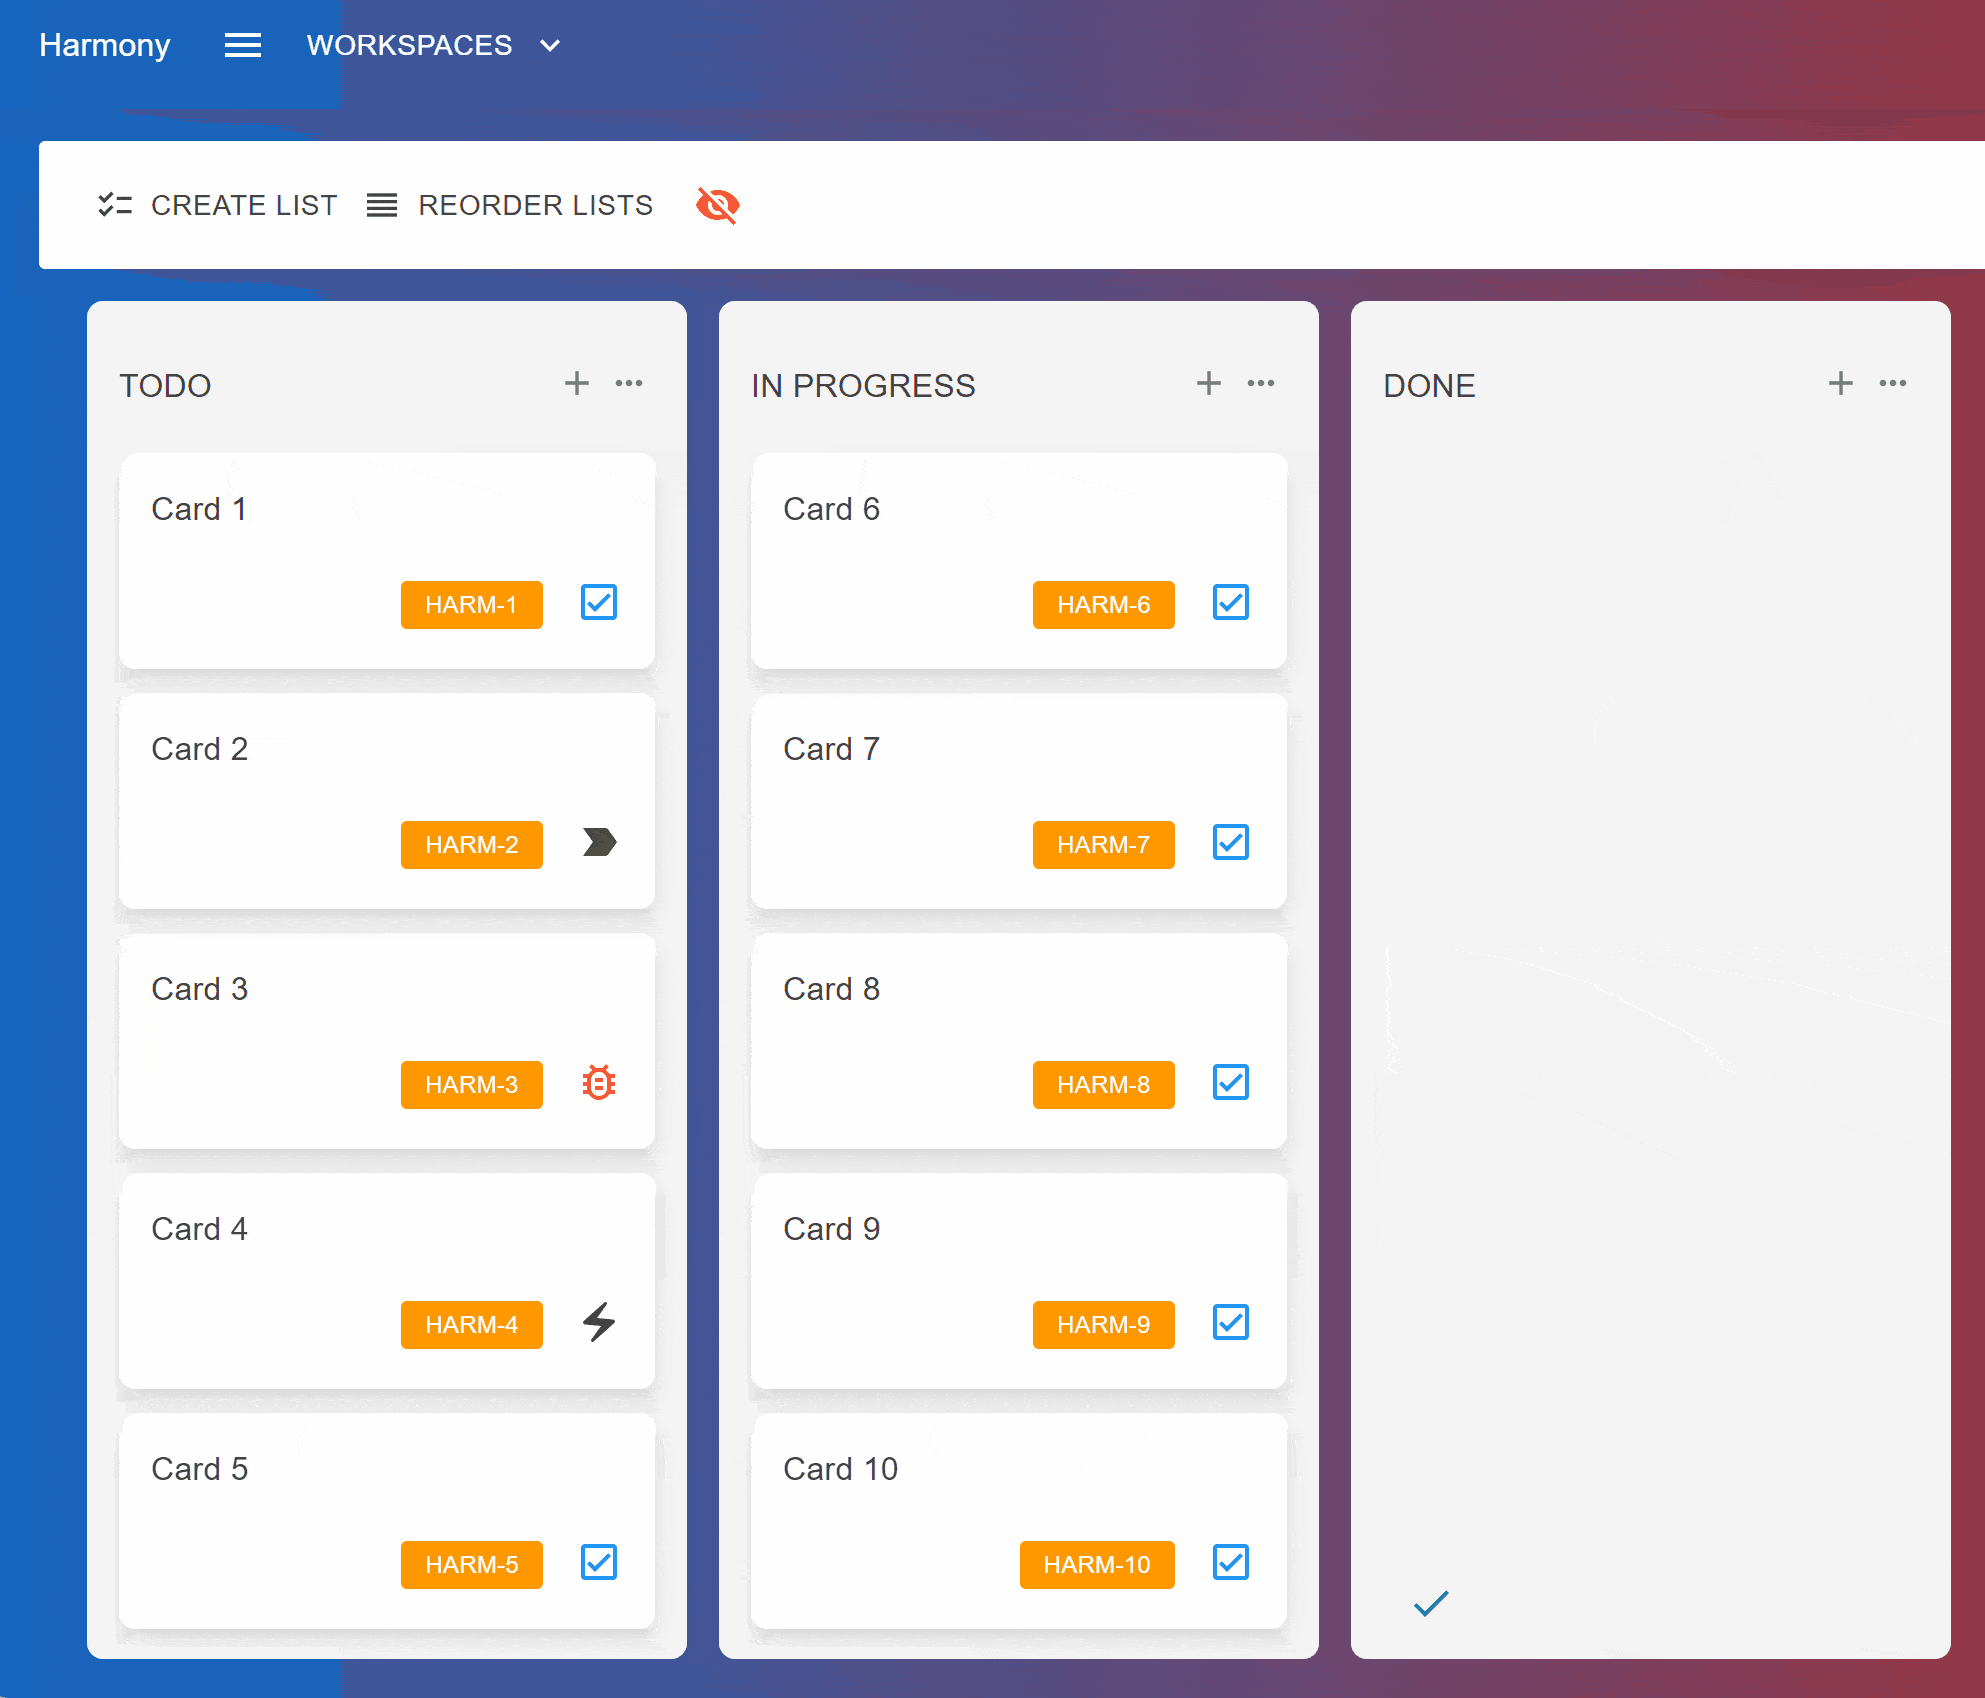 Harmony WORKSPACES
CREATE LIST REORDER LISTS
TODO
Card 1
HARM-1
Card 2
HARM-2
Card 3
HARM-3
Card 4
HARM-4
Card 5
HARM-5
IN PROGRESS
Card 6
HARM-6
Card 7
HARM-7
Card 8
HARM-8
Card 9
HARM-9
Card 10
HARM-10
DONE